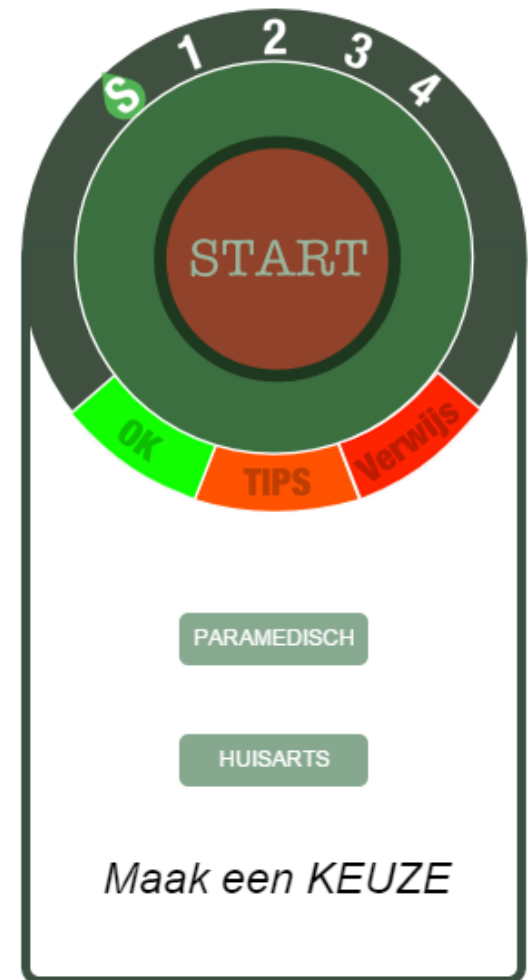 S 1 2 3 4
START
OK TIPS Verwijs
PARAMEDISCH
HUISARTS
Maak een KEUZE